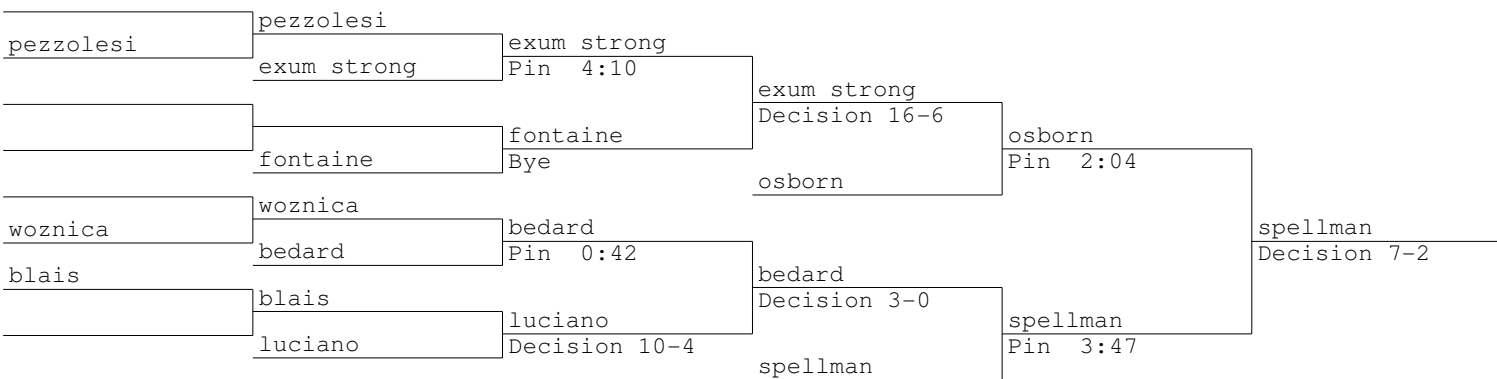 pezzolesi
pezzolesi
exum strong
exum strong
Pin 4:10
exum strong
Decision 16-6
fontaine
fontaine
Bye
osborn
osborn
Pin 2:04
woznica
woznica
bedard
bedard
Pin 0:42
spellman
Decision 7-2
blais
blais
luciano
luciano
Decision 10-4
bedard
Decision 3-0
spellman
Pin 3:47
spellman